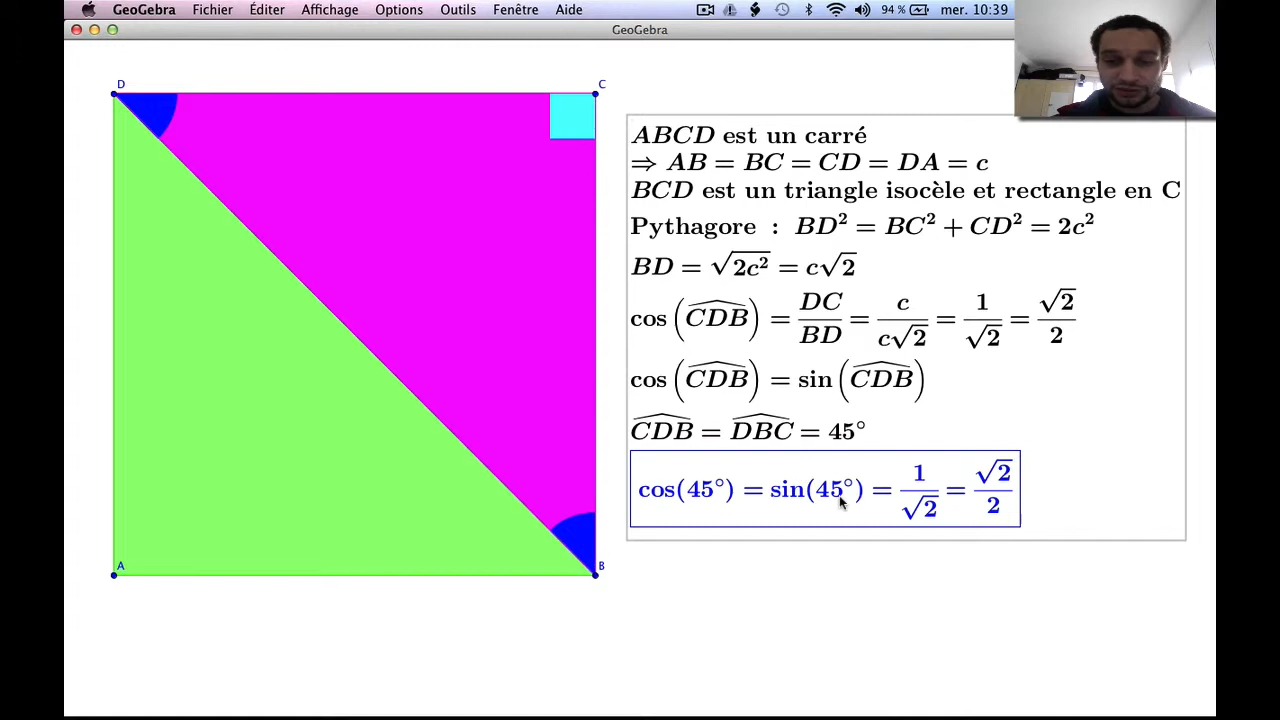 GeoGebra Fichier Éditer Affichage Options Outils Fenêtre Aide 94 % mer. 10:39
GeoGebra
D
C
A
B
ABCD est un carré
⇒ AB = BC = CD = DA = c
BCD est un triangle isocèle et rectangle en C
Pythagore : BD² = BC² + CD² = 2c²
BD = √(2c²) = c√2
cos(CDB) = DC/BD = c/(c√2) = 1/√2 = √2/2
cos(CDB) = sin(CDB)
CDB = DBC = 45°
cos(45°) = sin(45°) = 1/√2 = √2/2